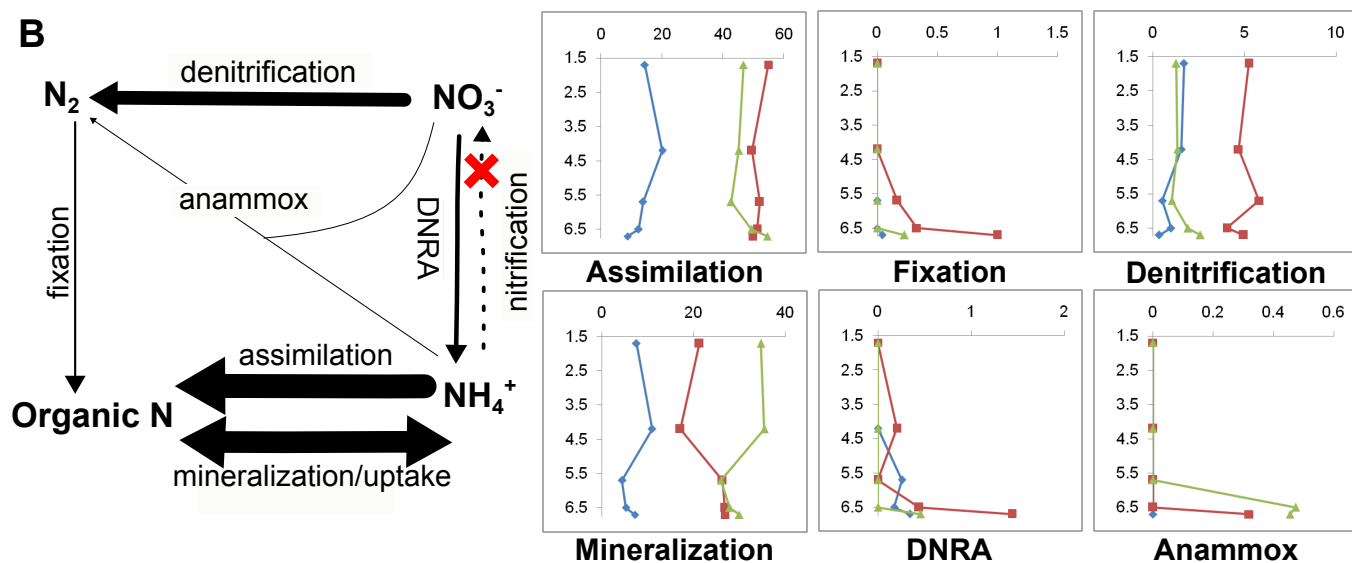 B
denitrification
N₂
NO₃⁻
anammox
fixation
DNRA
nitrification
assimilation
NH₄⁺
Organic N
mineralization/uptake
0 20 40 60
1.5
2.5
3.5
4.5
5.5
6.5
Assimilation
0 0.5 1 1.5
1.5
2.5
3.5
4.5
5.5
6.5
Fixation
0 5 10
1.5
2.5
3.5
4.5
5.5
6.5
Denitrification
0 20 40
1.5
2.5
3.5
4.5
5.5
6.5
Mineralization
0 1 2
1.5
2.5
3.5
4.5
5.5
6.5
DNRA
0 0.2 0.4 0.6
1.5
2.5
3.5
4.5
5.5
6.5
Anammox